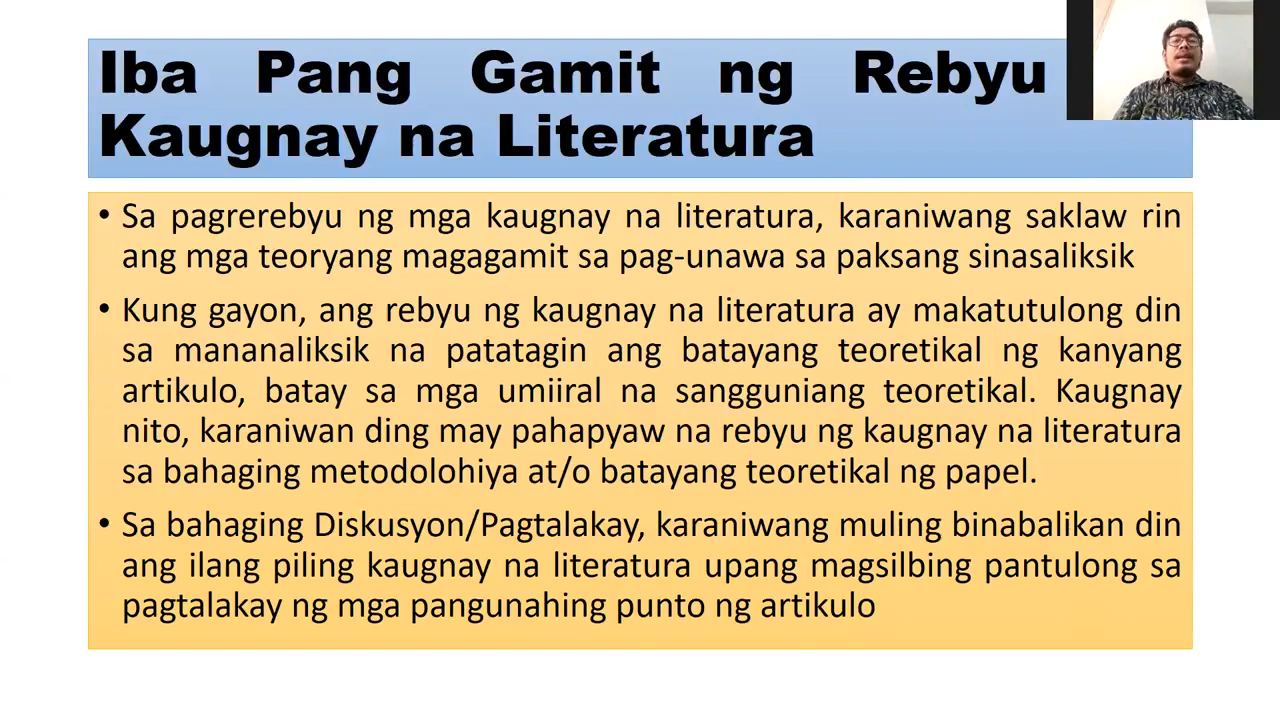 Iba Pang Gamit ng Rebyu
Kaugnay na Literatura
• Sa pagrerebyu ng mga kaugnay na literatura, karaniwang saklaw rin
ang mga teoryang magagamit sa pag-unawa sa paksang sinasaliksik
• Kung gayon, ang rebyu ng kaugnay na literatura ay makatutulong din
sa mananaliksik na patatagin ang batayang teoretikal ng kanyang
artikulo, batay sa mga umiiral na sangguniang teoretikal. Kaugnay
nito, karaniwan ding may pahapyaw na rebyu ng kaugnay na literatura
sa bahaging metodolohiya at/o batayang teoretikal ng papel.
• Sa bahaging Diskusyon/Pagtalakay, karaniwang muling binabalikan din
ang ilang piling kaugnay na literatura upang magsilbing pantulong sa
pagtalakay ng mga pangunahing punto ng artikulo